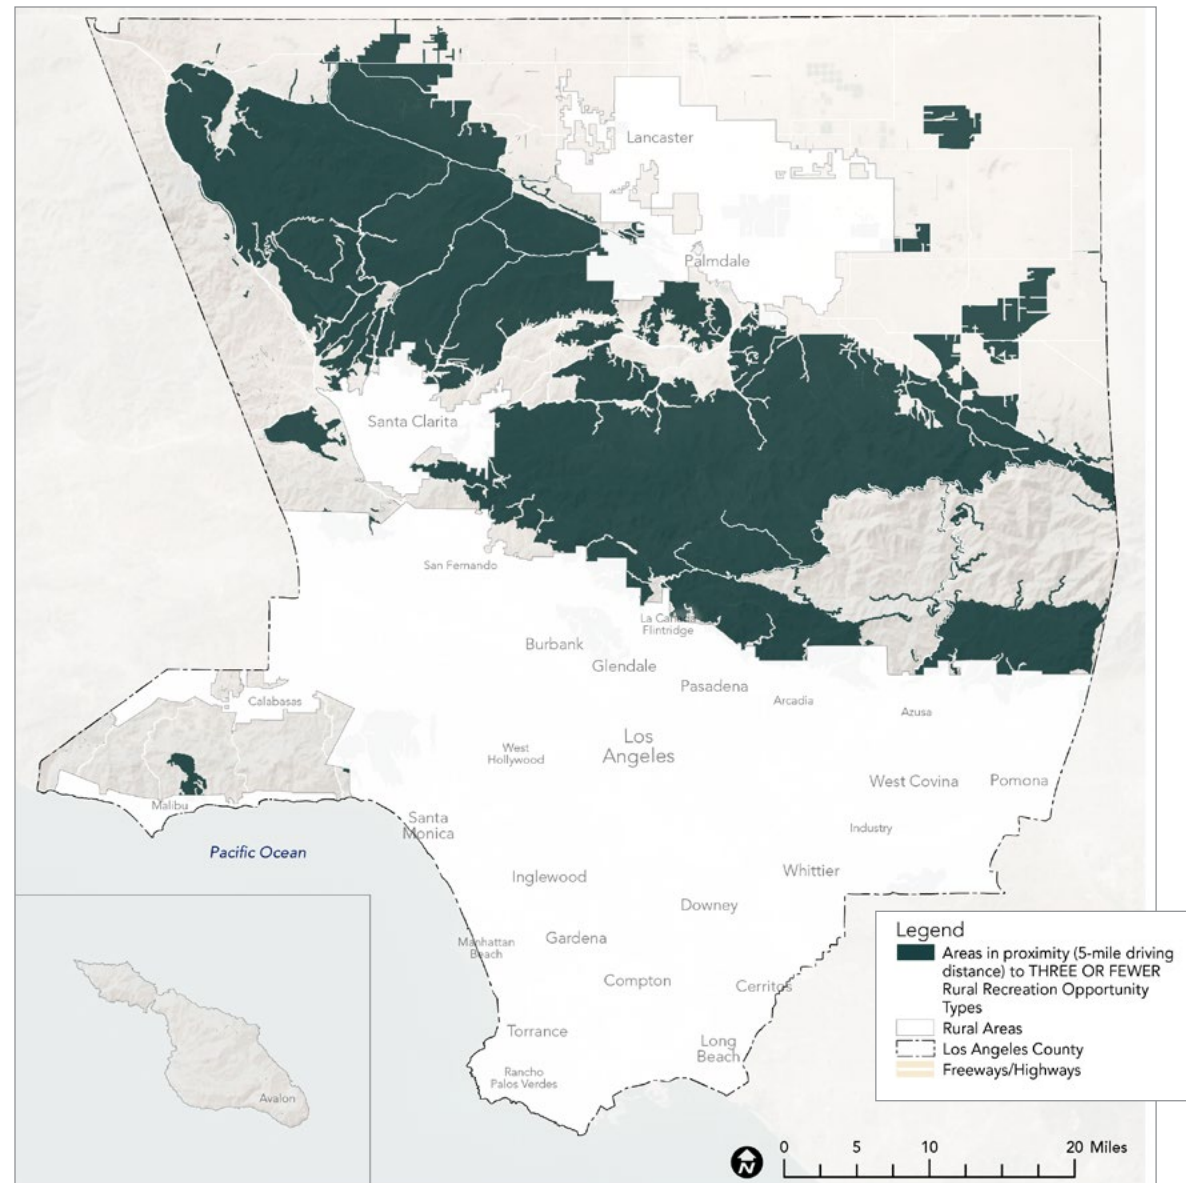 Lancaster
Palmdale
Santa Clarita
San Fernando
La Cañada
Flintridge
Burbank
Glendale
Pasadena
Arcadia
Azusa
Calabasas
West
Hollywood
Los
Angeles
West Covina
Pomona
Malibu
Santa
Monica
Industry
Pacific Ocean
Whittier
Inglewood
Downey
Manhattan
Beach
Gardena
Compton
Cerritos
Torrance
Long
Beach
Rancho
Palos Verdes
Avalon
Legend
Areas in proximity (5-mile driving
distance) to THREE OR FEWER
Rural Recreation Opportunity
Types
Rural Areas
Los Angeles County
Freeways/Highways
N
0 5 10 20 Miles